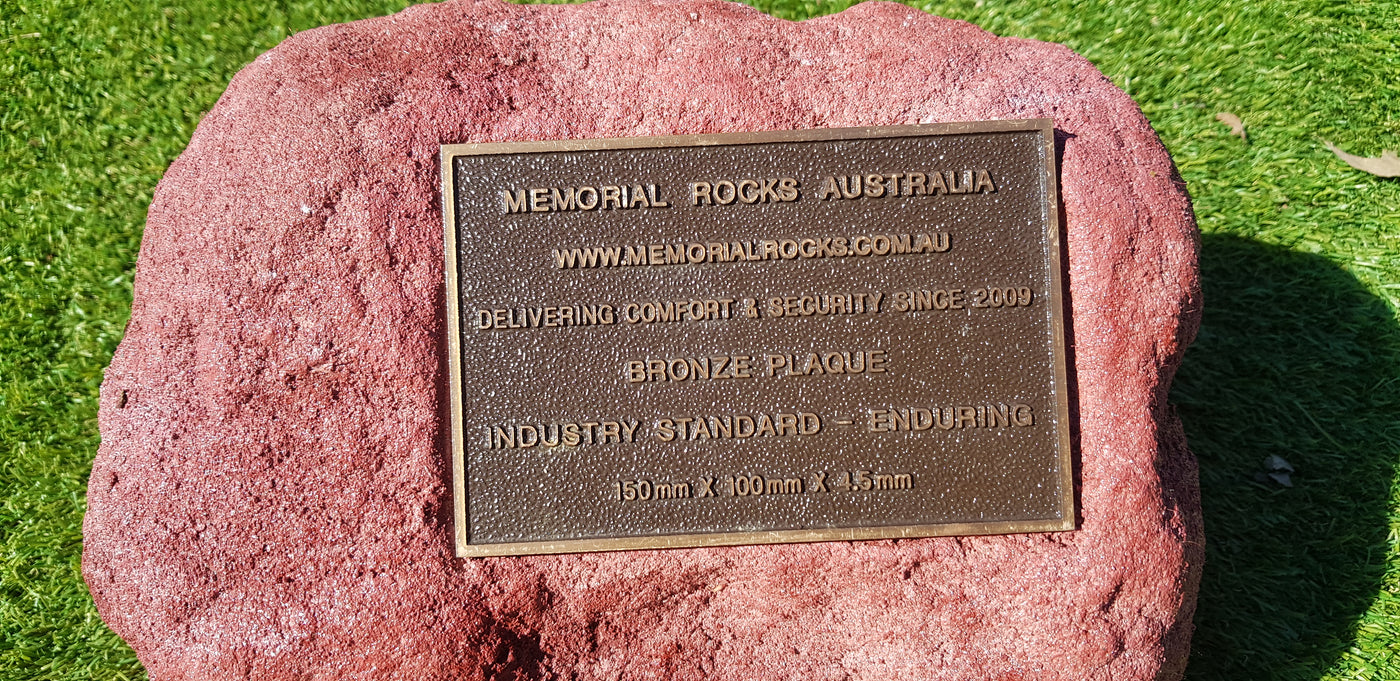 MEMORIAL ROCKS AUSTRALIA
WWW.MEMORIALROCKS.COM.AU
DELIVERING COMFORT & SECURITY SINCE 2009
BRONZE PLAQUE
INDUSTRY STANDARD - ENDURING
150mm X 100mm X 4.5mm